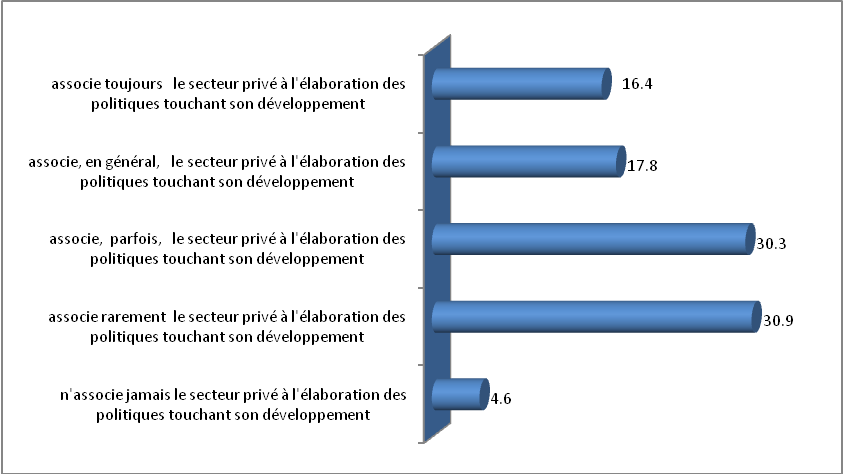 associe toujours le secteur privé à l'élaboration des
politiques touchant son développement
16.4
associe, en général, le secteur privé à l'élaboration des
politiques touchant son développement
17.8
associe, parfois, le secteur privé à l'élaboration des
politiques touchant son développement
30.3
associe rarement le secteur privé à l'élaboration des
politiques touchant son développement
30.9
n'associe jamais le secteur privé à l'élaboration des
politiques touchant son développement
4.6